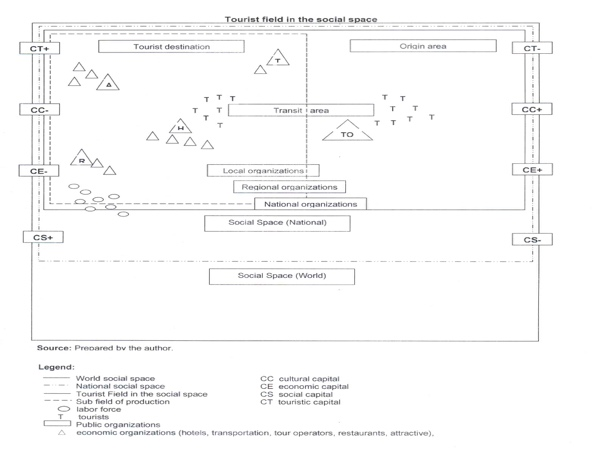 Tourist field in the social space
CT+ Tourist destination Origin area CT-
T
A
T T T T T
CC- Transit area CC+
T T T T T T
H T T T T
TO
R
CE- Local organizations CE+
Regional organizations
National organizations
Social Space (National)
CS+ CS-
Social Space (World)
Source: Prepared by the author.
Legend:
World social space CC cultural capital
National social space CE economic capital
Tourist Field in the social space CS social capital
Sub field of production CT touristic capital
labor force
T tourists
Public organizations
economic organizations (hotels, transportation, tour operators, restaurants, attractive),